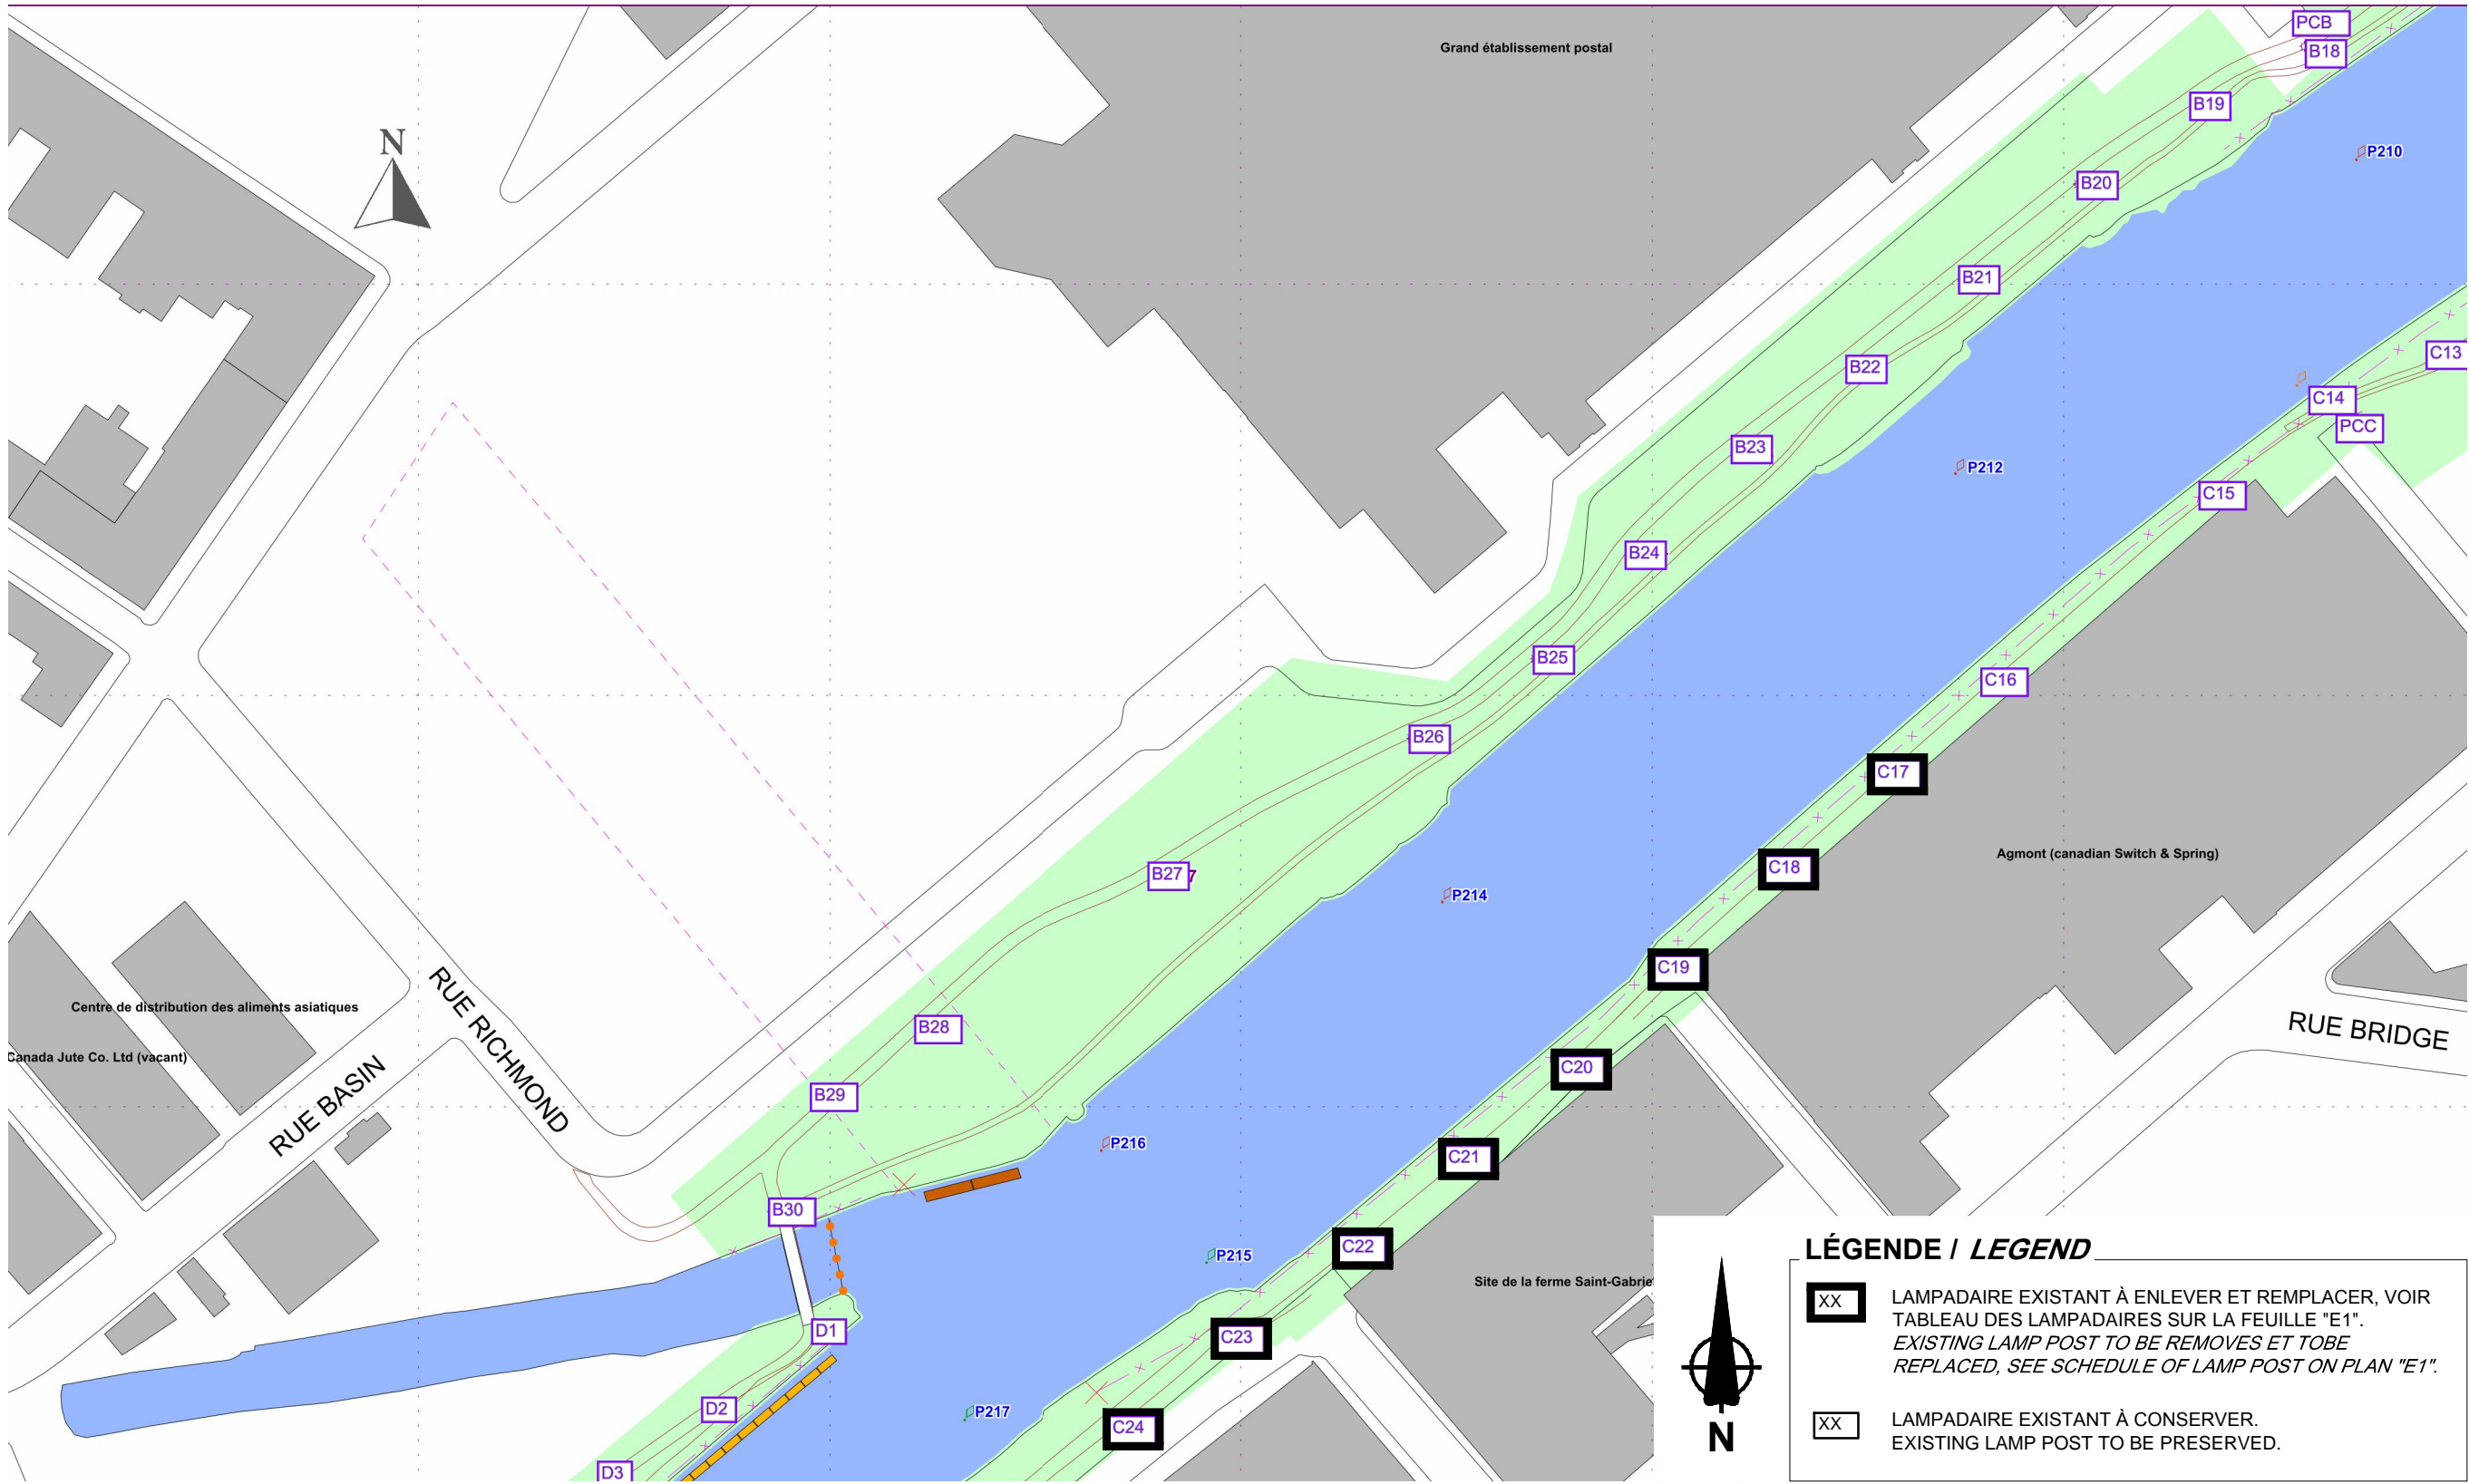 PCB
Grand établissement postal
B18
B19
N
P210
B20
B21
C13
B22
C14
PCC
B23
P212
C15
B24
B25
C16
B26
C17
Agmont (canadian Switch & Spring)
C18
B27
P214
C19
Centre de distribution des aliments asiatiques
RUE RICHMOND
B28
RUE BRIDGE
Canada Jute Co. Ltd (vacant)
C20
RUE BASIN
B29
P216
C21
B30
C22
P215
Site de la ferme Saint-Gabrie
D1
C23
D2
P217
C24
D3
N
LÉGENDE / LEGEND
XX
LAMPADAIRE EXISTANT À ENLEVER ET REMPLACER, VOIR
TABLEAU DES LAMPADAIRES SUR LA FEUILLE "E1".
EXISTING LAMP POST TO BE REMOVES ET TOBE
REPLACED, SEE SCHEDULE OF LAMP POST ON PLAN "E1".
XX
LAMPADAIRE EXISTANT À CONSERVER.
EXISTING LAMP POST TO BE PRESERVED.